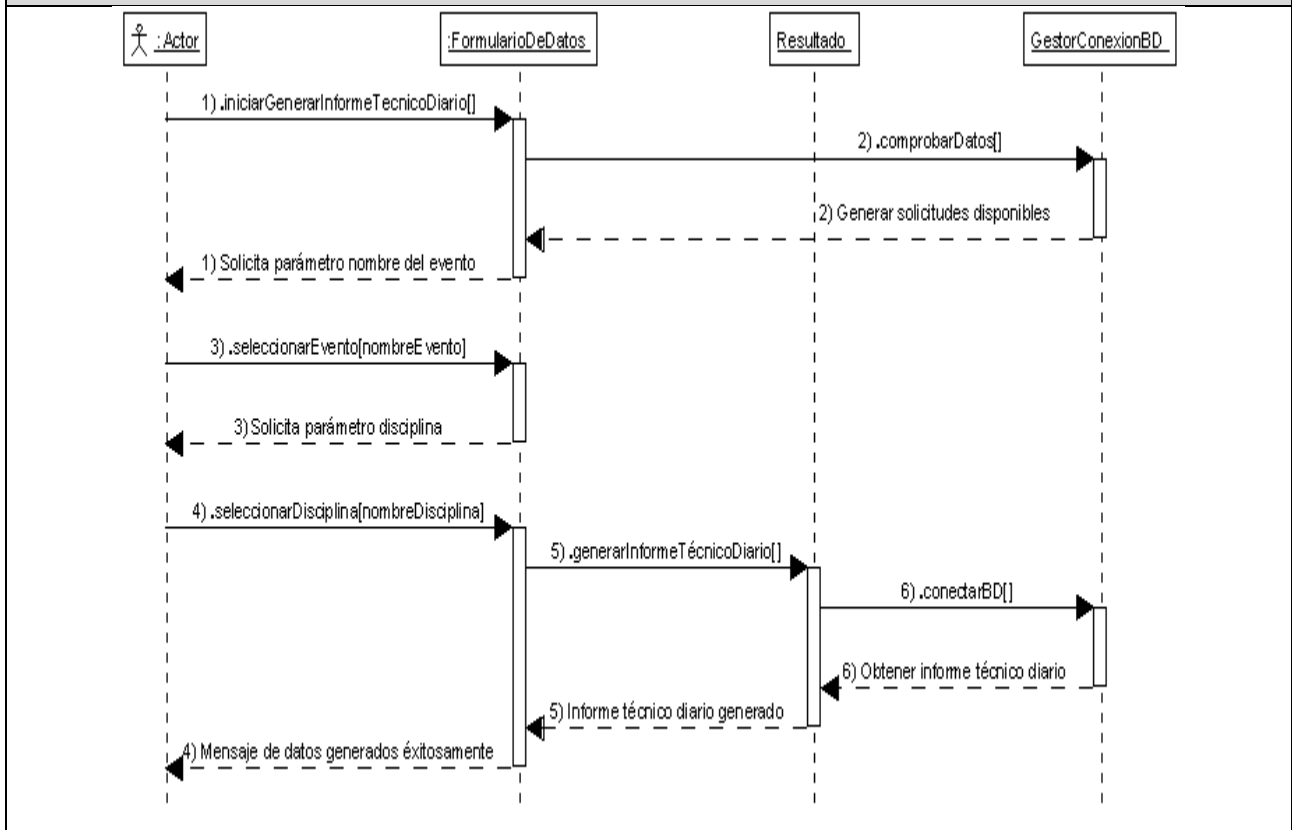 :Actor
:FormularioDeDatos
Resultado
GestorConexionBD
1) .iniciarGenerarInformeTecnicoDiario[]
2) .comprobarDatos[]
2) Generar solicitudes disponibles
1) Solicita parámetro nombre del evento
3) .seleccionarEvento[nombreEvento]
3) Solicita parámetro disciplina
4) .seleccionarDisciplina[nombreDisciplina]
5) .generarInformeTécnicoDiario[]
6) .conectarBD[]
6) Obtener informe técnico diario
5) Informe técnico diario generado
4) Mensaje de datos generados éxitosamente